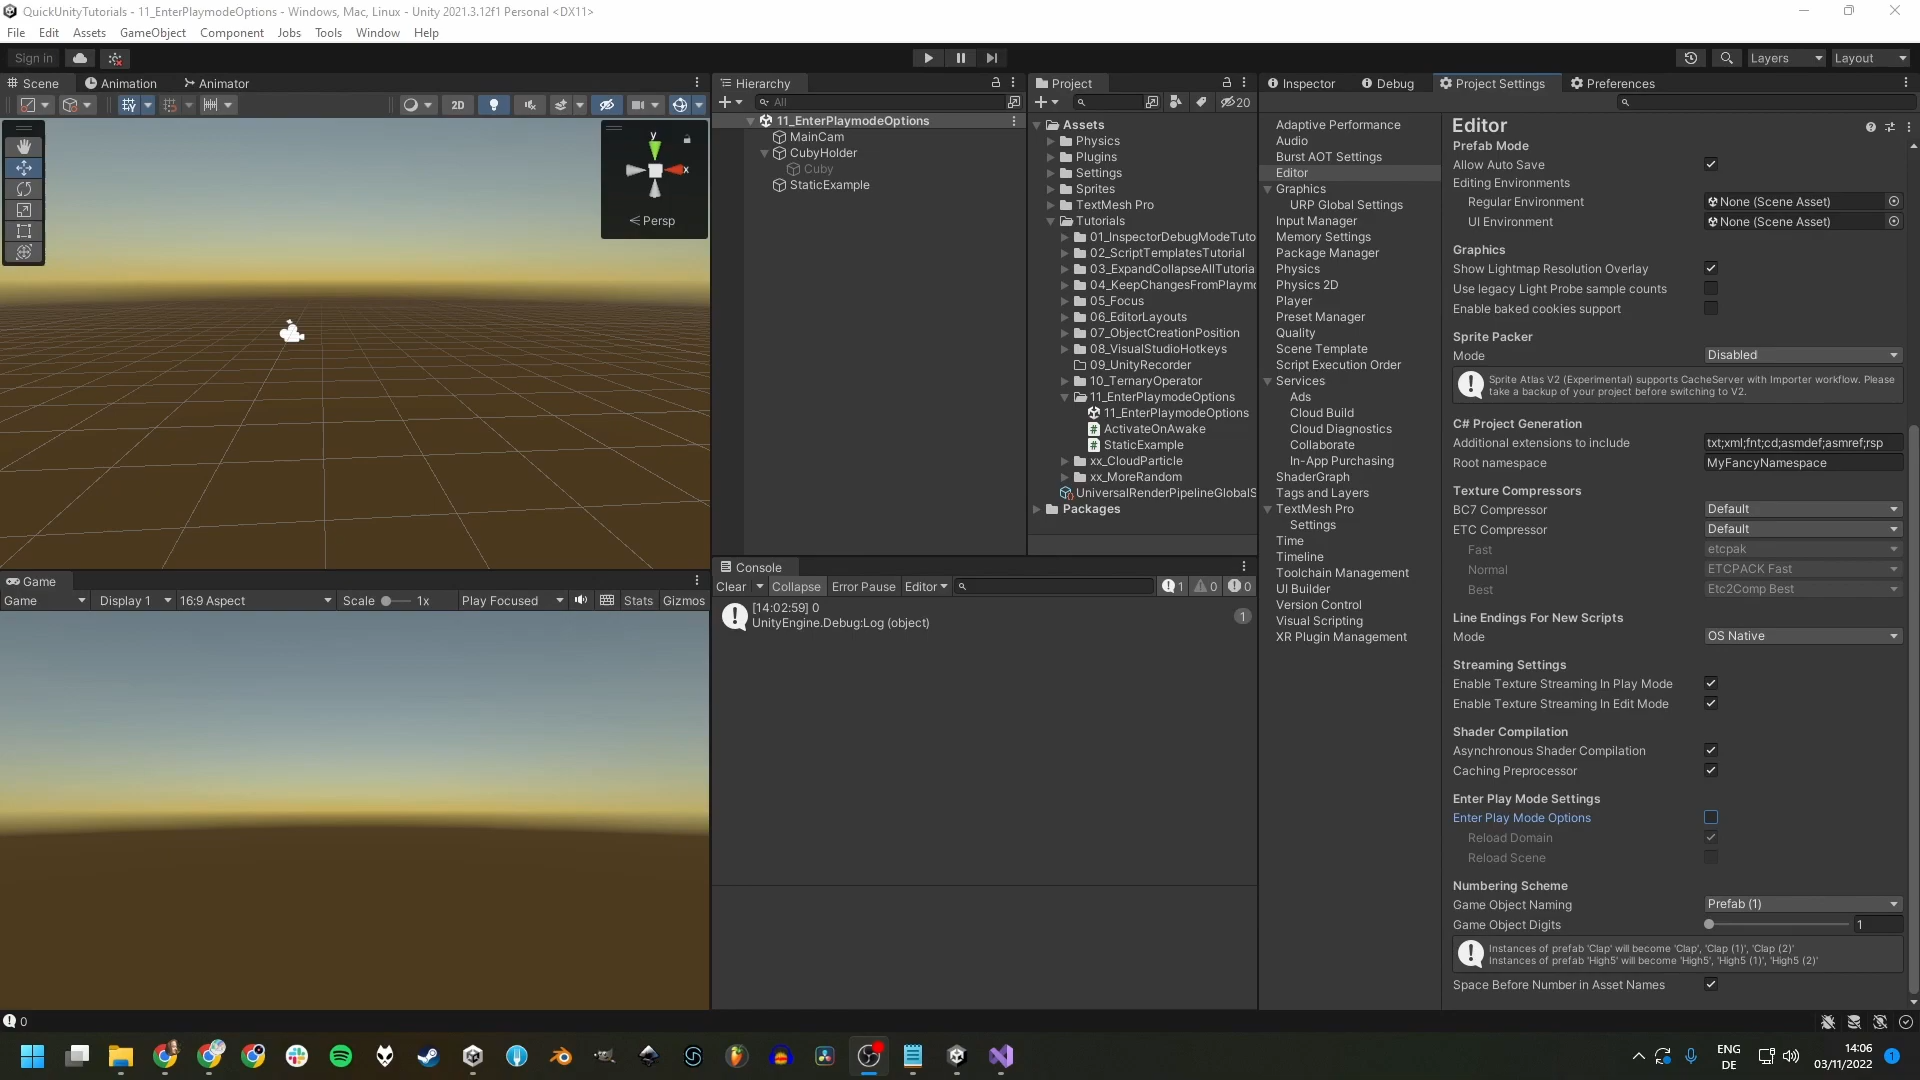 QuickUnityTutorials - 11_EnterPlaymodeOptions - Windows, Mac, Linux - Unity 2021.3.12f1 Personal <DX11>
File Edit Assets GameObject Component Jobs Tools Window Help
Sign in
Layers
Layout
Scene
Animation
Animator
2D
y
x
Persp
Hierarchy
All
11_EnterPlaymodeOptions
MainCam
CubyHolder
Cuby
StaticExample
Project
20
Assets
Physics
Plugins
Settings
Sprites
TextMesh Pro
Tutorials
01_InspectorDebugModeTuto
02_ScriptTemplatesTutorial
03_ExpandCollapseAllTutoria
04_KeepChangesFromPlaymo
05_Focus
06_EditorLayouts
07_ObjectCreationPosition
08_VisualStudioHotkeys
09_UnityRecorder
10_TernaryOperator
11_EnterPlaymodeOptions
11_EnterPlaymodeOptions
ActivateOnAwake
StaticExample
xx_CloudParticle
xx_MoreRandom
UniversalRenderPipelineGlobalS
Packages
Inspector
Debug
Project Settings
Preferences
Adaptive Performance
Audio
Burst AOT Settings
Editor
Graphics
URP Global Settings
Input Manager
Memory Settings
Package Manager
Physics
Physics 2D
Player
Preset Manager
Quality
Scene Template
Script Execution Order
Services
Ads
Cloud Build
Cloud Diagnostics
Collaborate
In-App Purchasing
ShaderGraph
Tags and Layers
TextMesh Pro
Settings
Time
Timeline
Toolchain Management
UI Builder
Version Control
Visual Scripting
XR Plugin Management
Editor
Prefab Mode
Allow Auto Save
Editing Environments
Regular Environment None (Scene Asset)
UI Environment None (Scene Asset)
Graphics
Show Lightmap Resolution Overlay
Use legacy Light Probe sample counts
Enable baked cookies support
Sprite Packer
Mode Disabled
Sprite Atlas V2 (Experimental) supports CacheServer with Importer workflow. Please
take a backup of your project before switching to V2.
C# Project Generation
Additional extensions to include txt;xml;fnt;cd;asmdef;asmref;rsp
Root namespace MyFancyNamespace
Texture Compressors
BC7 Compressor Default
ETC Compressor Default
Fast etcpak
Normal ETCPACK Fast
Best Etc2Comp Best
Line Endings For New Scripts
Mode OS Native
Streaming Settings
Enable Texture Streaming In Play Mode
Enable Texture Streaming In Edit Mode
Shader Compilation
Asynchronous Shader Compilation
Caching Preprocessor
Enter Play Mode Settings
Enter Play Mode Options
Reload Domain
Reload Scene
Numbering Scheme
Game Object Naming Prefab (1)
Game Object Digits 1
Instances of prefab 'Clap' will become 'Clap', 'Clap (1)', 'Clap (2)'
Instances of prefab 'High5' will become 'High5', 'High5 (1)', 'High5 (2)'
Space Before Number in Asset Names
Game
Game Display 1 16:9 Aspect Scale 1x Play Focused Stats Gizmos
Console
Clear Collapse Error Pause Editor 1 0 0
[14:02:59] 0
UnityEngine.Debug:Log (object)
1
0
ENG
DE
14:06
03/11/2022
1